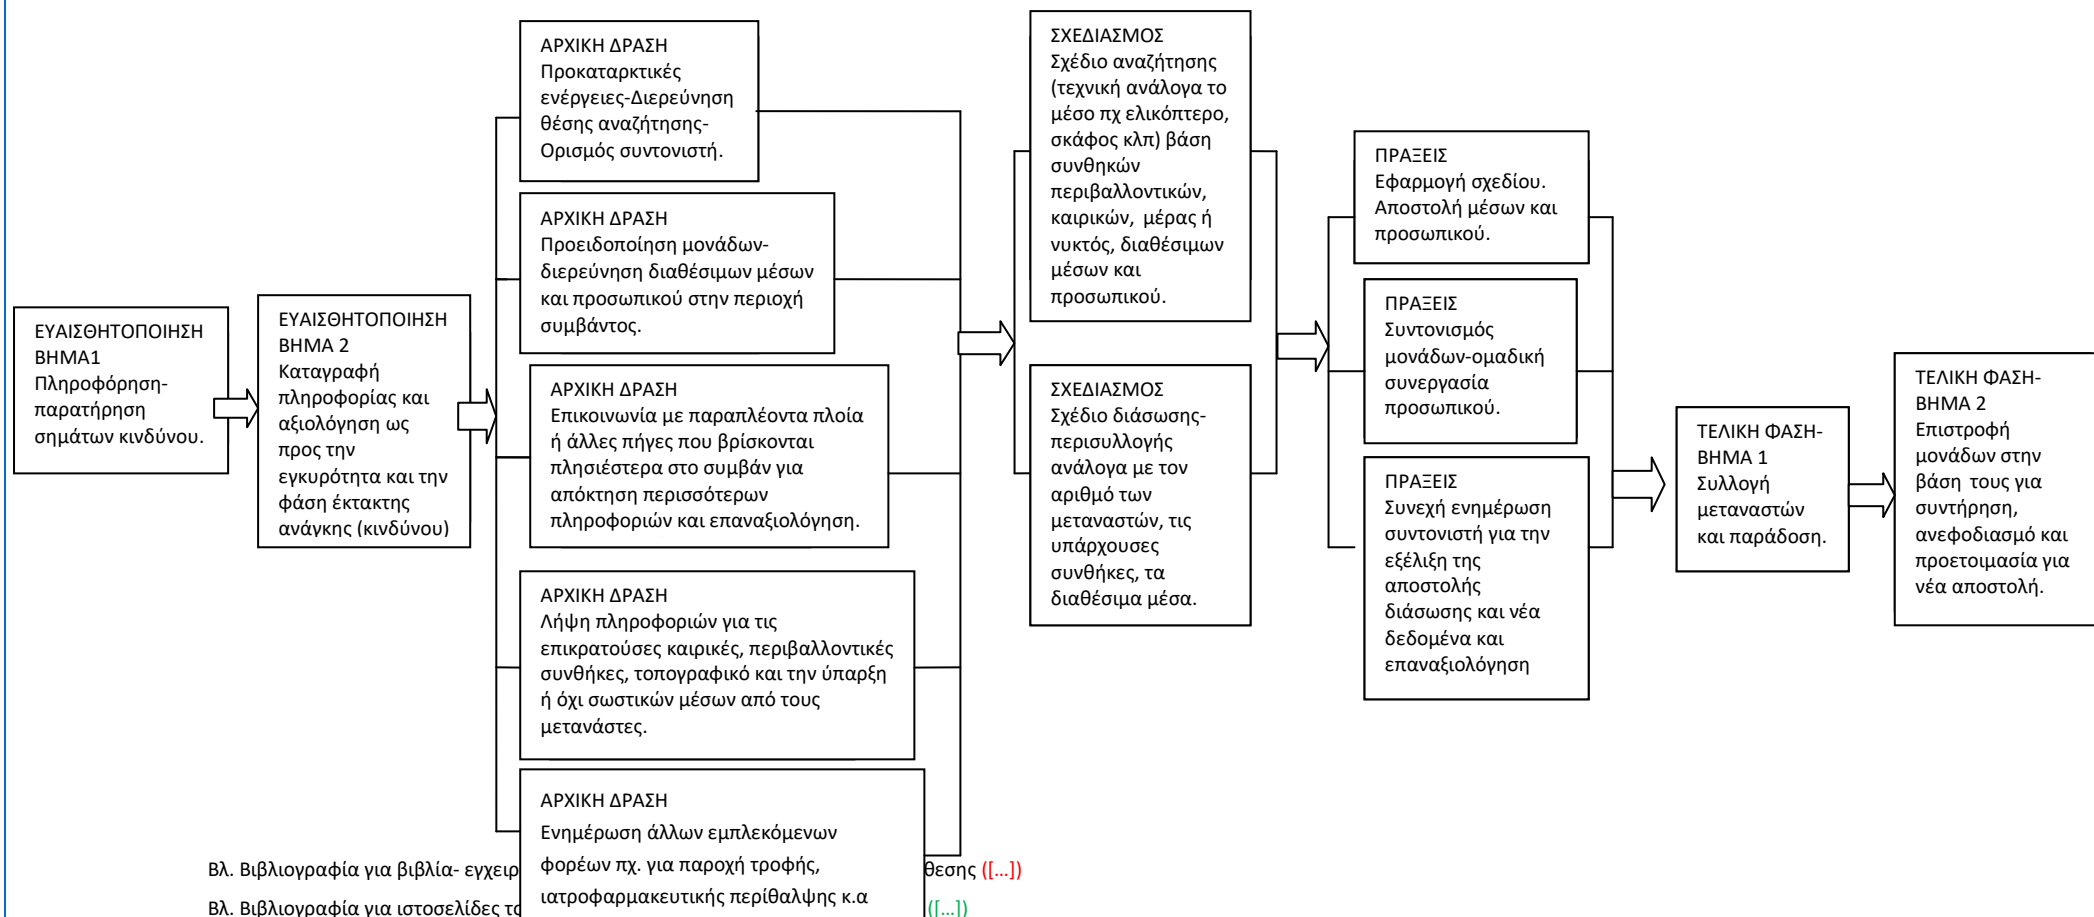 ΕΥΑΙΣΘΗΤΟΠΟΙΗΣΗ
ΒΗΜΑ1
Πληροφόρηση-
παρατήρηση
σημάτων κινδύνου.
ΕΥΑΙΣΘΗΤΟΠΟΙΗΣΗ
ΒΗΜΑ 2
Καταγραφή
πληροφορίας και
αξιολόγηση ως
προς την
εγκυρότητα και την
φάση έκτακτης
ανάγκης (κινδύνου)
ΑΡΧΙΚΗ ΔΡΑΣΗ
Προκαταρκτικές
ενέργειες-Διερεύνηση
θέσης αναζήτησης-
Ορισμός συντονιστή.
ΑΡΧΙΚΗ ΔΡΑΣΗ
Προειδοποίηση μονάδων-
διερεύνηση διαθέσιμων μέσων
και προσωπικού στην περιοχή
συμβάντος.
ΑΡΧΙΚΗ ΔΡΑΣΗ
Επικοινωνία με παραπλέοντα πλοία
ή άλλες πηγές που βρίσκονται
πλησιέστερα στο συμβάν για
απόκτηση περισσότερων
πληροφοριών και επαναξιολόγηση.
ΑΡΧΙΚΗ ΔΡΑΣΗ
Λήψη πληροφοριών για τις
επικρατούσες καιρικές, περιβαλλοντικές
συνθήκες, τοπογραφικό και την ύπαρξη
ή όχι σωστικών μέσων από τους
μετανάστες.
ΑΡΧΙΚΗ ΔΡΑΣΗ
Ενημέρωση άλλων εμπλεκόμενων
φορέων πχ. για παροχή τροφής,
ιατροφαρμακευτικής περίθαλψης κ.α
ΣΧΕΔΙΑΣΜΟΣ
Σχέδιο αναζήτησης
(τεχνική ανάλογα το
μέσο πχ ελικόπτερο,
σκάφος κλπ) βάση
συνθηκών
περιβαλλοντικών,
καιρικών, μέρας ή
νυκτός, διαθέσιμων
μέσων και
προσωπικού.
ΣΧΕΔΙΑΣΜΟΣ
Σχέδιο διάσωσης-
περισυλλογής
ανάλογα με τον
αριθμό των
μεταναστών, τις
υπάρχουσες
συνθήκες, τα
διαθέσιμα μέσα.
ΠΡΑΞΕΙΣ
Εφαρμογή σχεδίου.
Αποστολή μέσων και
προσωπικού.
ΠΡΑΞΕΙΣ
Συντονισμός
μονάδων-ομαδική
συνεργασία
προσωπικού.
ΠΡΑΞΕΙΣ
Συνεχή ενημέρωση
συντονιστή για την
εξέλιξη της
αποστολής
διάσωσης και νέα
δεδομένα και
επαναξιολόγηση
ΤΕΛΙΚΗ ΦΑΣΗ-
ΒΗΜΑ 1
Συλλογή
μεταναστών
και παράδοση.
ΤΕΛΙΚΗ ΦΑΣΗ-
ΒΗΜΑ 2
Επιστροφή
μονάδων στην
βάση τους για
συντήρηση,
ανεφοδιασμό και
προετοιμασία για
νέα αποστολή.
Βλ. Βιβλιογραφία για βιβλία- εγχειρ θεσης ([...])
Βλ. Βιβλιογραφία για ιστοσελίδες ([...])